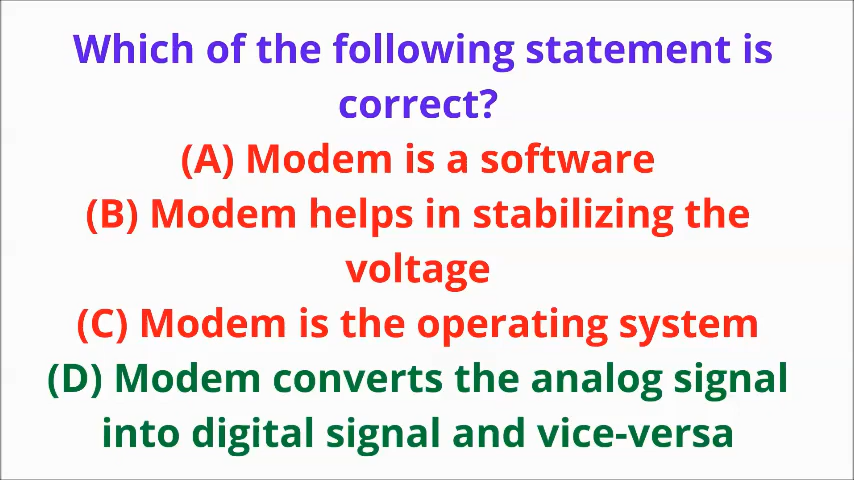 Which of the following statement is
correct?
(A) Modem is a software
(B) Modem helps in stabilizing the
voltage
(C) Modem is the operating system
(D) Modem converts the analog signal
into digital signal and vice-versa